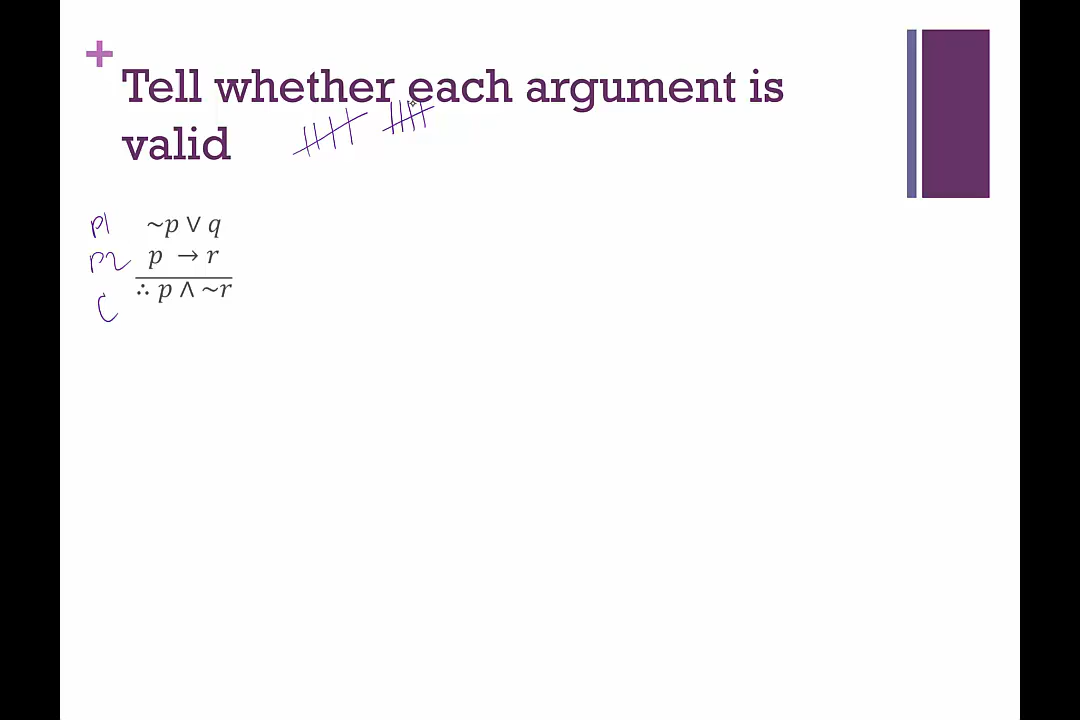 Tell whether each argument is
valid
P1 ~p ∨ q
P2 p → r
C ∴ p ∧ ~r